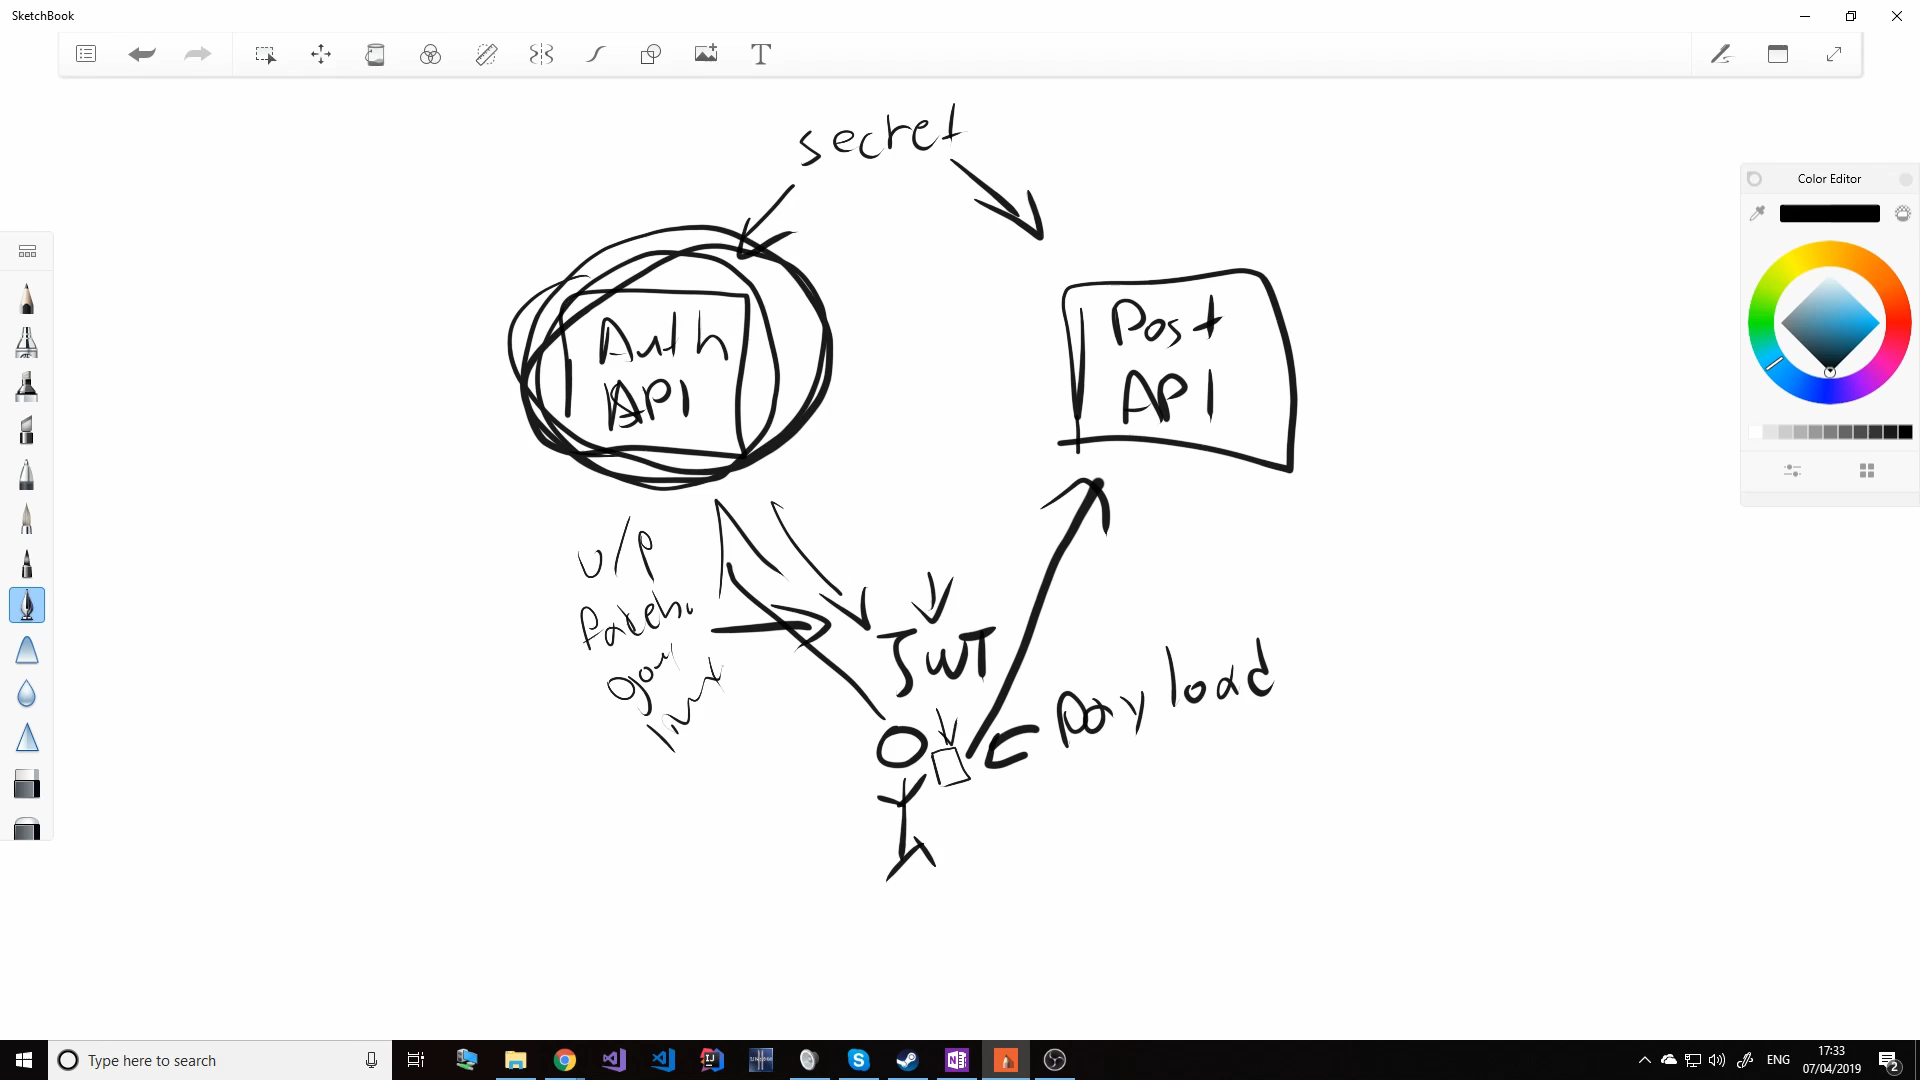 SketchBook
secret
Auth
API
Post
API
u/p
JWT
Payload
Color Editor
Type here to search
ENG
17:33
07/04/2019
2